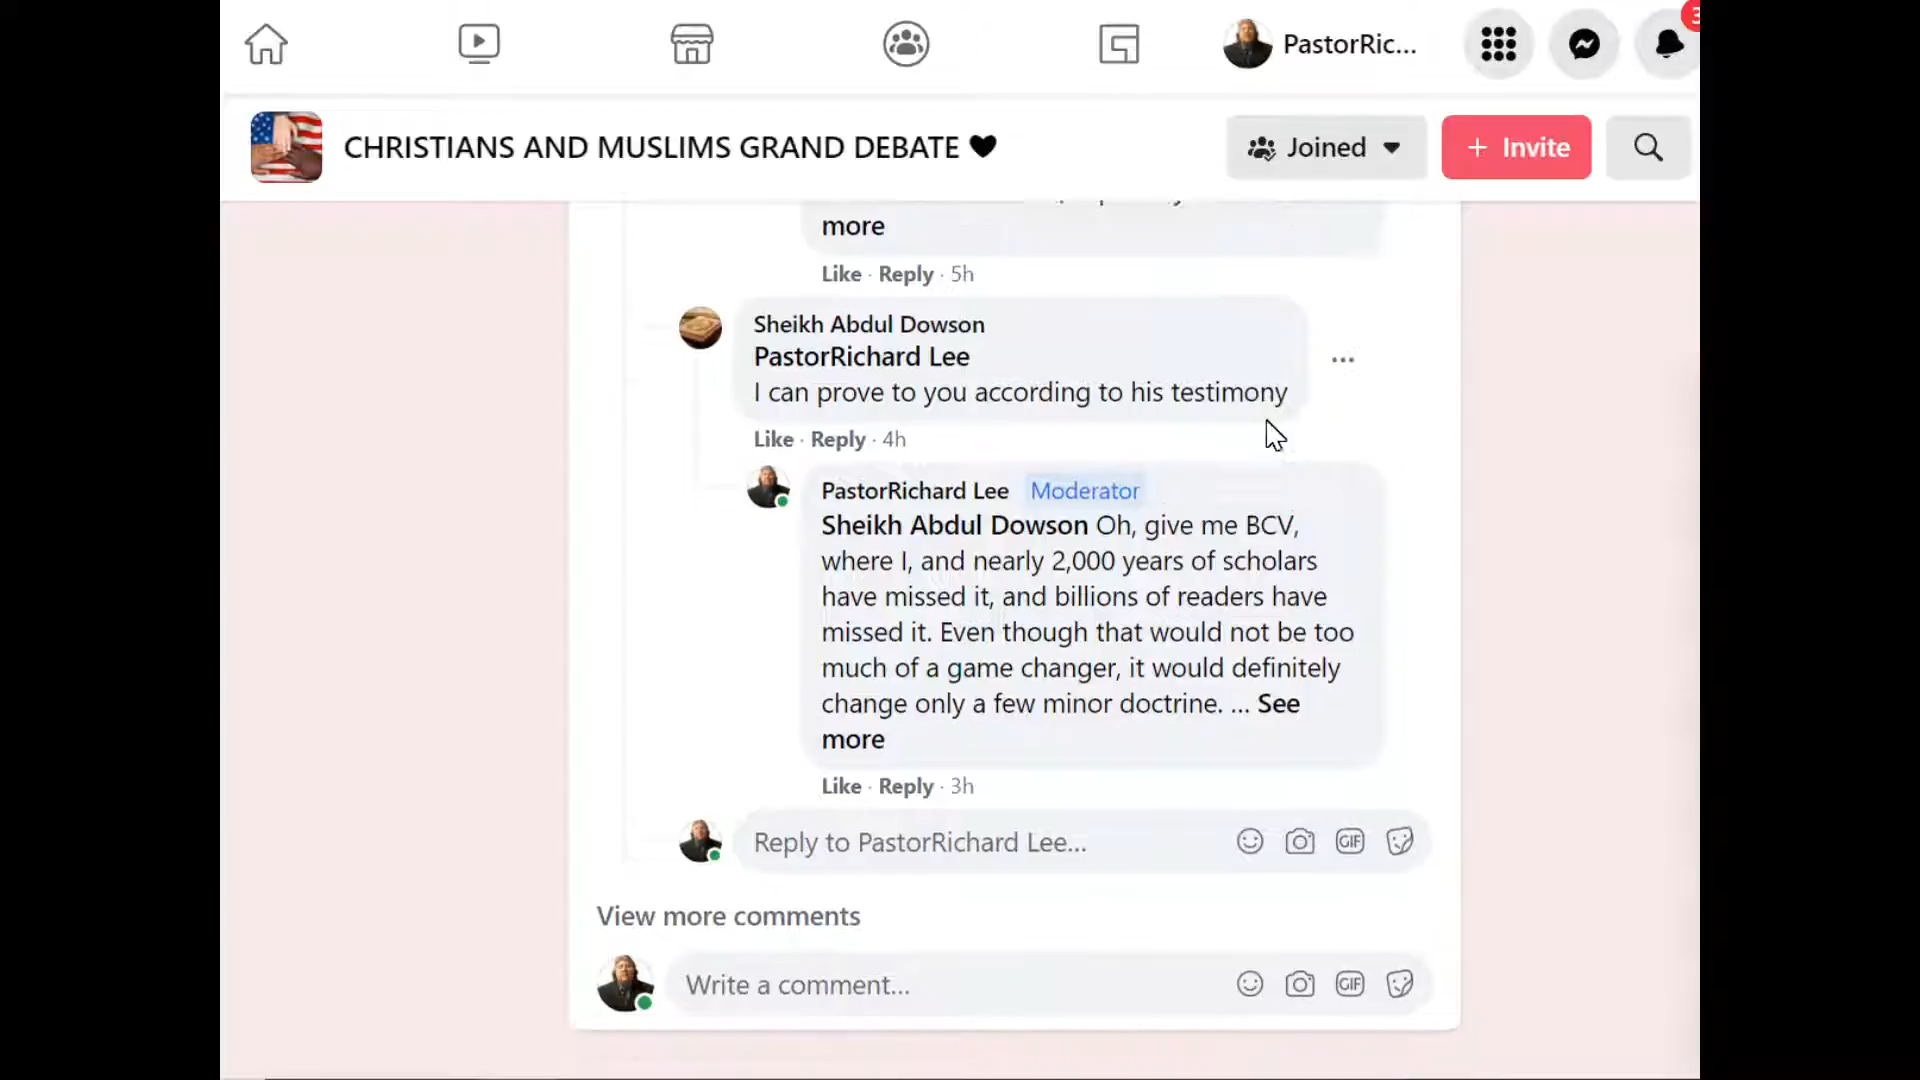 PastorRic...
3
CHRISTIANS AND MUSLIMS GRAND DEBATE 🖤
Joined
+ Invite
more
Like · Reply · 5h
Sheikh Abdul Dowson
PastorRichard Lee
I can prove to you according to his testimony
...
Like · Reply · 4h
PastorRichard Lee Moderator
Sheikh Abdul Dowson Oh, give me BCV,
where I, and nearly 2,000 years of scholars
have missed it, and billions of readers have
missed it. Even though that would not be too
much of a game changer, it would definitely
change only a few minor doctrine. ... See
more
Like · Reply · 3h
Reply to PastorRichard Lee...
GIF
View more comments
Write a comment...
GIF